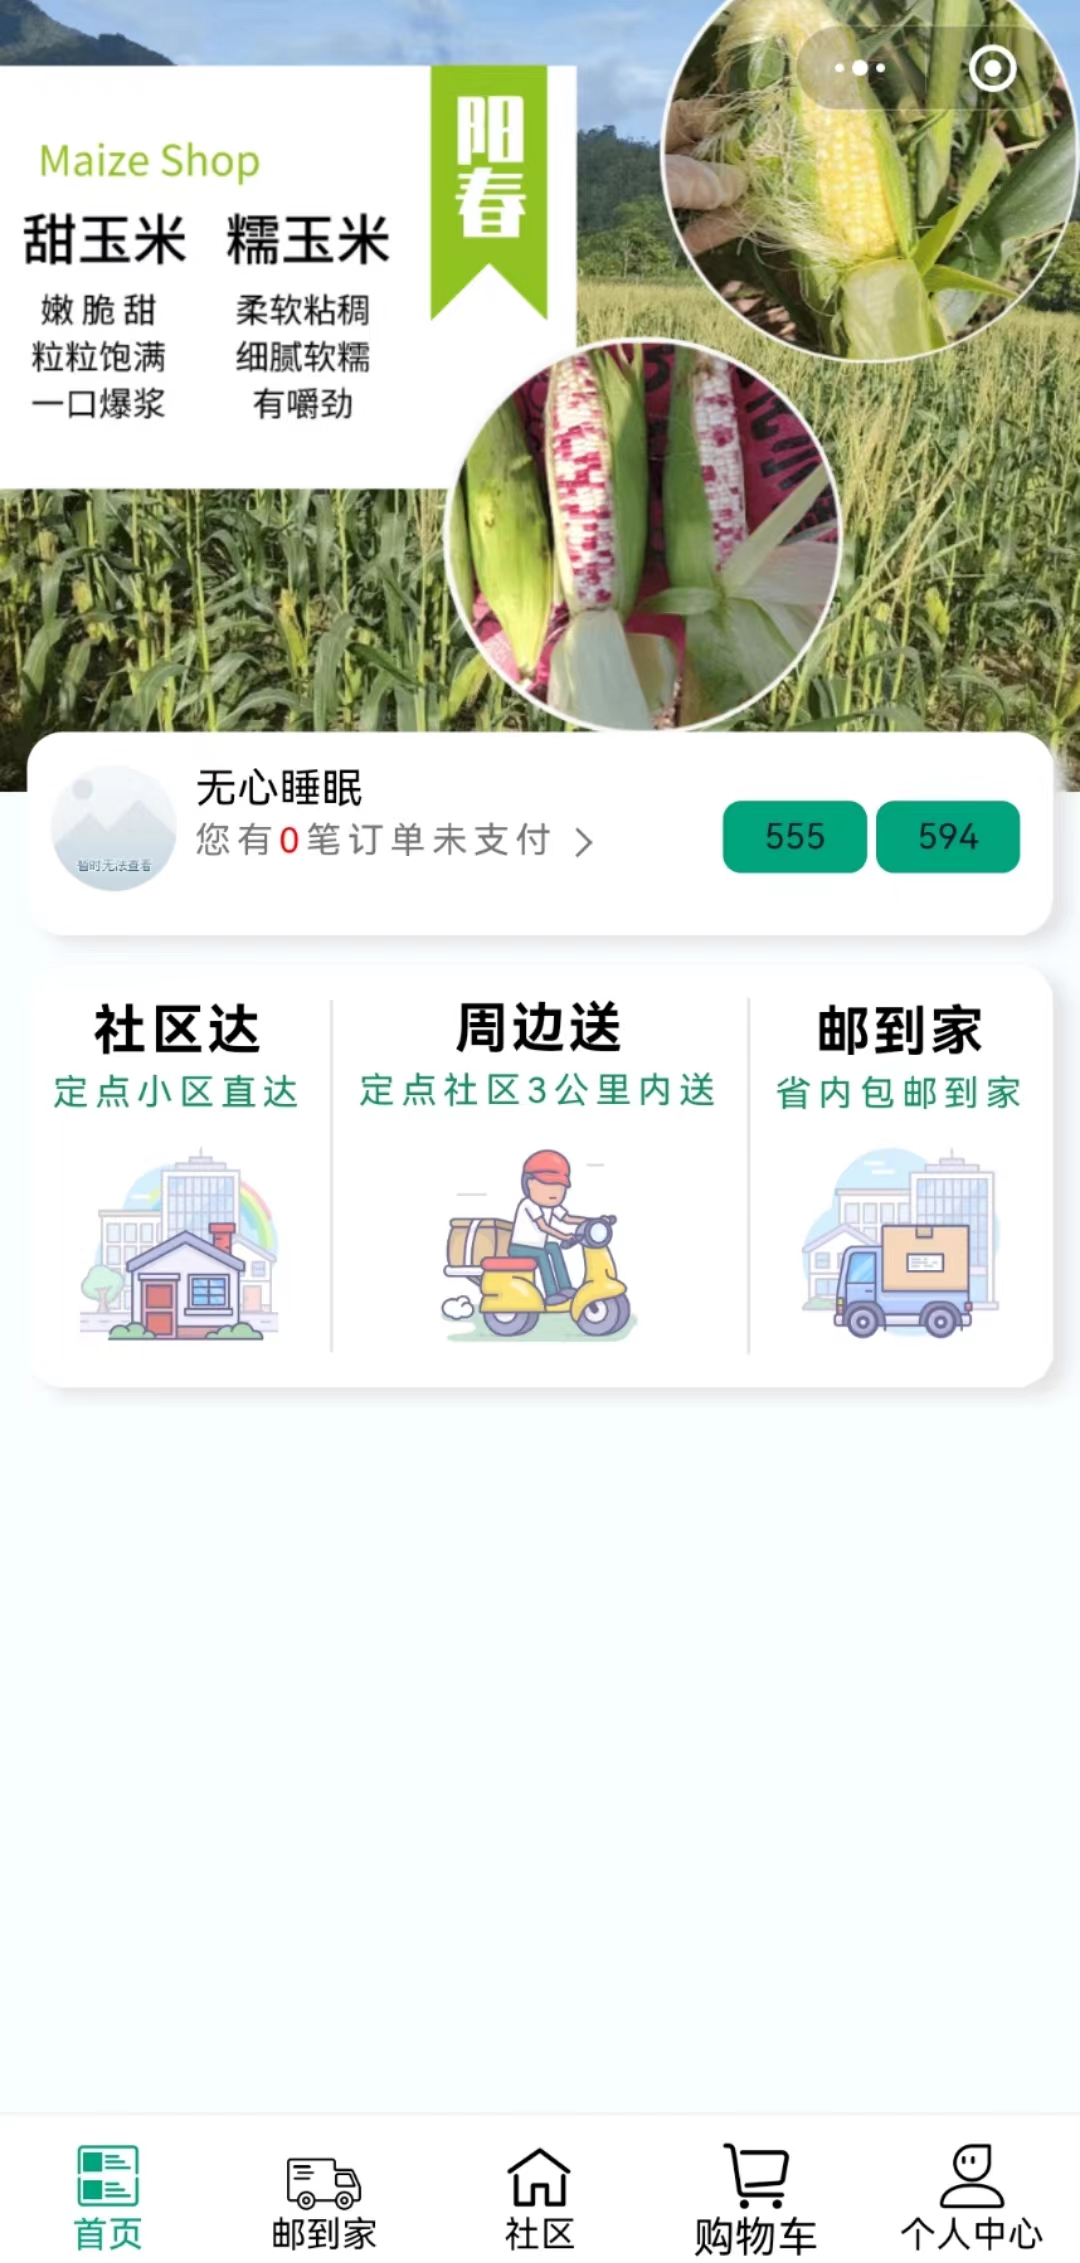 Maize Shop
阳春
甜玉米 糯玉米
嫩脆甜 柔软粘稠
粒粒饱满 细腻软糯
一口爆浆 有嚼劲
无心睡眠
您有0笔订单未支付 >
555 594
暂时无法查看
社区达 周边送 邮到家
定点小区直达 定点社区3公里内送 省内包邮到家
首页 邮到家 社区 购物车 个人中心